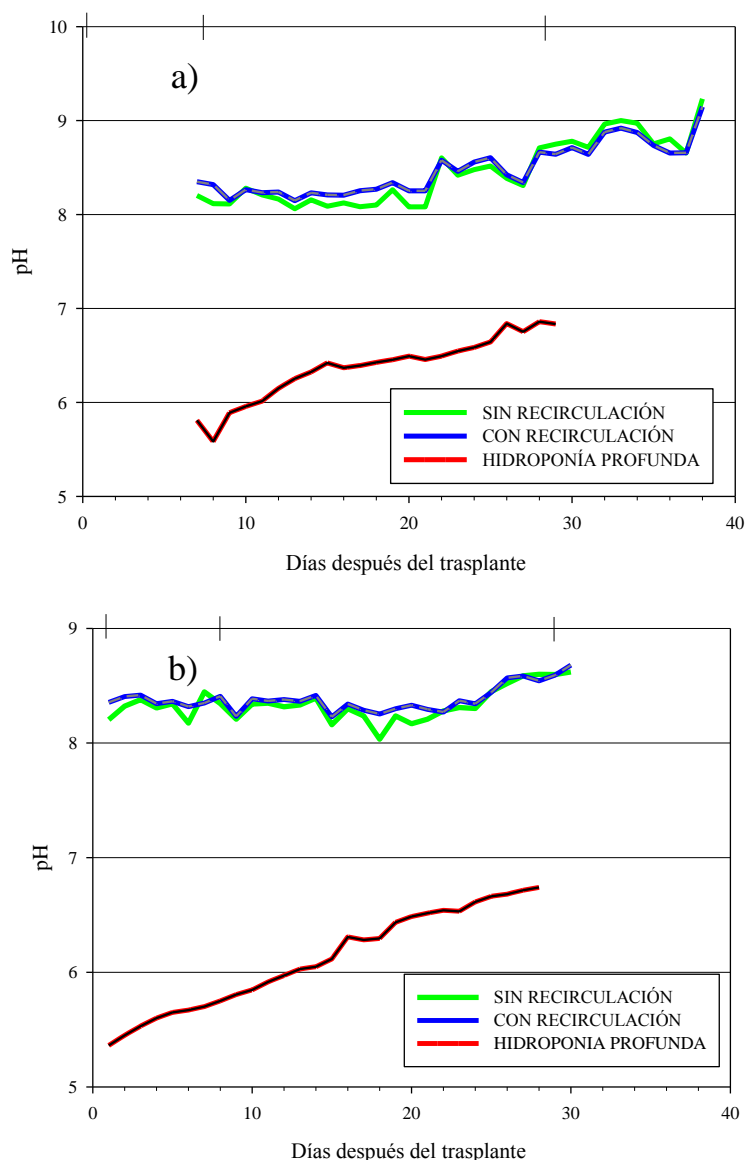 10
a)
9
8
pH
7
SIN RECIRCULACIÓN
6
CON RECIRCULACIÓN
HIDROPONÍA PROFUNDA
5
0 10 20 30 40
Días después del trasplante
9
b)
8
pH
7
6
SIN RECIRCULACIÓN
CON RECIRCULACIÓN
HIDROPONIA PROFUNDA
5
0 10 20 30 40
Días después del trasplante